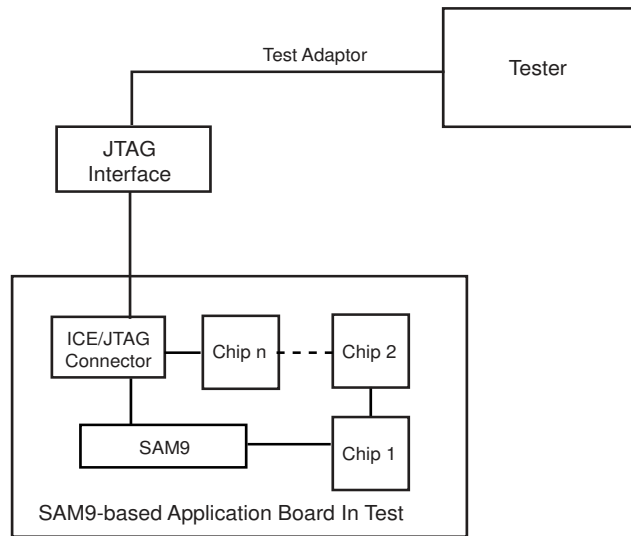 Test Adaptor
Tester
JTAG
Interface
ICE/JTAG
Connector
Chip n
Chip 2
SAM9
Chip 1
SAM9-based Application Board In Test